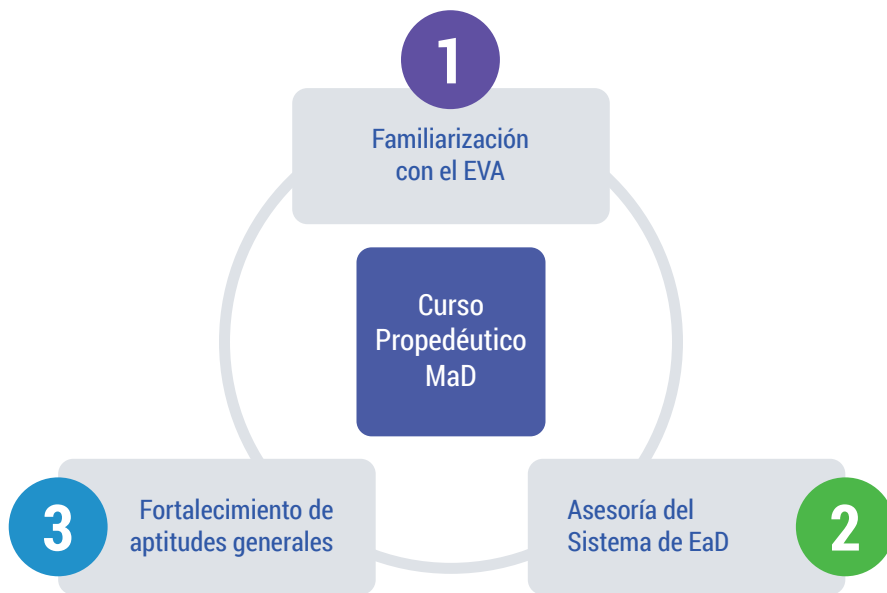 1
Familiarización
con el EVA
Curso
Propedéutico
MaD
3
Fortalecimiento de
aptitudes generales
Asesoría del
Sistema de EaD
2